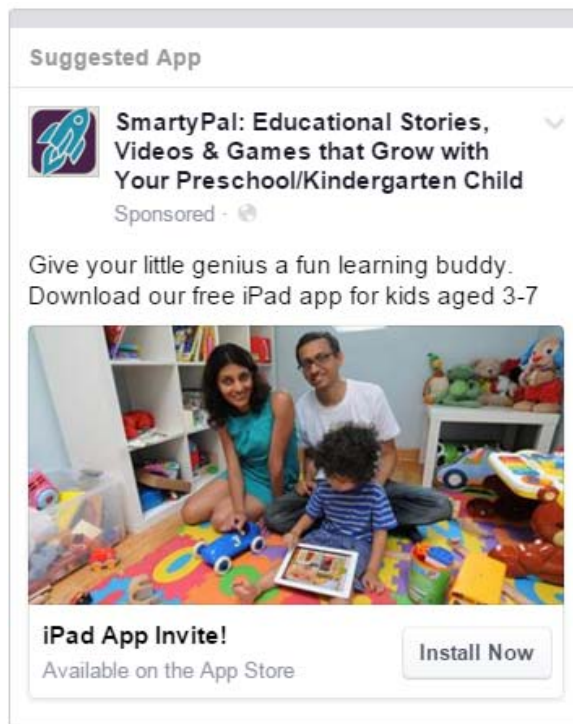 Suggested App
SmartyPal: Educational Stories,
Videos & Games that Grow with
Your Preschool/Kindergarten Child
Sponsored ·
Give your little genius a fun learning buddy.
Download our free iPad app for kids aged 3-7
iPad App Invite!
Available on the App Store
Install Now